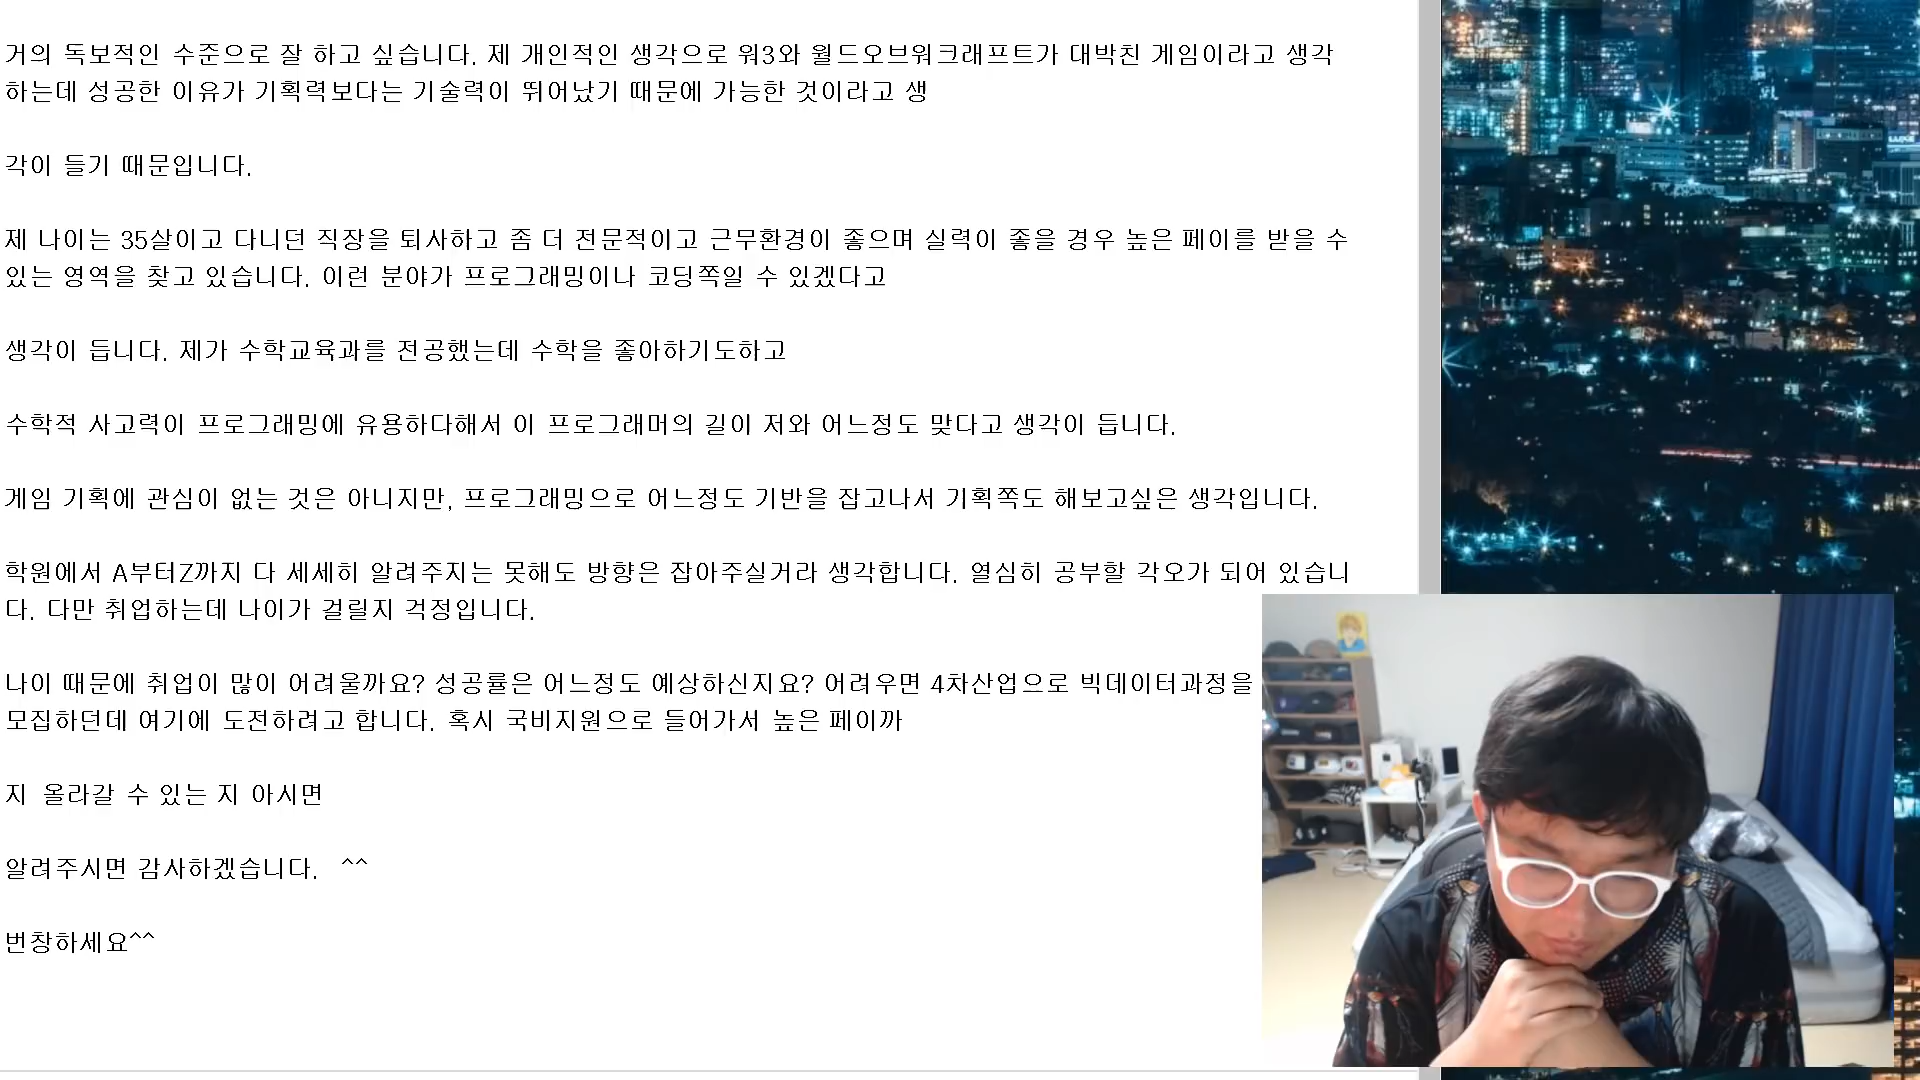 거의 독보적인 수준으로 잘 하고 싶습니다. 제 개인적인 생각으로 워3와 월드오브워크래프트가 대박친 게임이라고 생각
하는데 성공한 이유가 기획력보다는 기술력이 뛰어났기 때문에 가능한 것이라고 생
각이 들기 때문입니다.
제 나이는 35살이고 다니던 직장을 퇴사하고 좀 더 전문적이고 근무환경이 좋으며 실력이 좋을 경우 높은 페이를 받을 수
있는 영역을 찾고 있습니다. 이런 분야가 프로그래밍이나 코딩쪽일 수 있겠다고
생각이 듭니다. 제가 수학교육과를 전공했는데 수학을 좋아하기도하고
수학적 사고력이 프로그래밍에 유용하다해서 이 프로그래머의 길이 저와 어느정도 맞다고 생각이 듭니다.
게임 기획에 관심이 없는 것은 아니지만, 프로그래밍으로 어느정도 기반을 잡고나서 기획쪽도 해보고싶은 생각입니다.
학원에서 A부터Z까지 다 세세히 알려주지는 못해도 방향은 잡아주실거라 생각합니다. 열심히 공부할 각오가 되어 있습니
다. 다만 취업하는데 나이가 걸릴지 걱정입니다.
나이 때문에 취업이 많이 어려울까요? 성공률은 어느정도 예상하신지요? 어려우면 4차산업으로 빅데이터과정을
모집하던데 여기에 도전하려고 합니다. 혹시 국비지원으로 들어가서 높은 페이까
지 올라갈 수 있는 지 아시면
알려주시면 감사하겠습니다. ^^
번창하세요^^